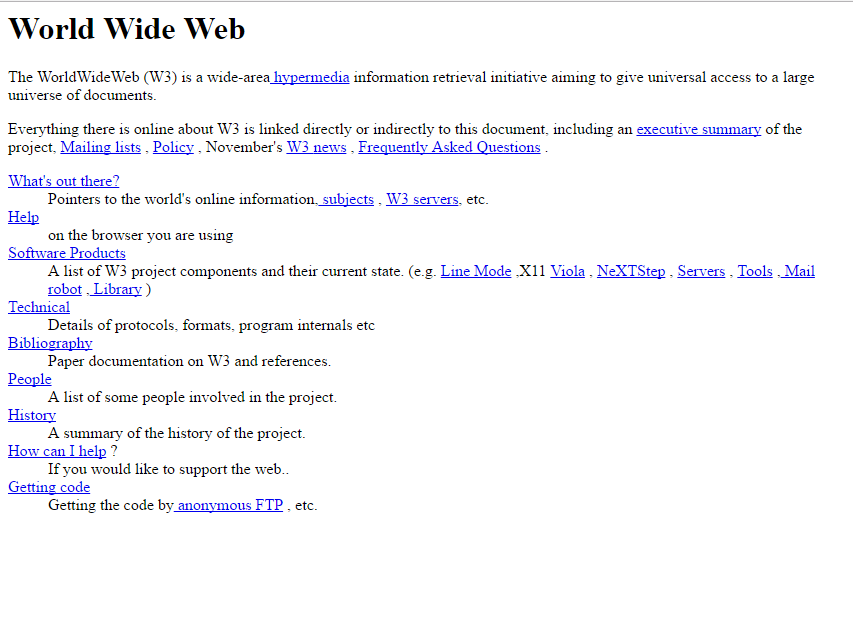 World Wide Web
The WorldWideWeb (W3) is a wide-area hypermedia information retrieval initiative aiming to give universal access to a large
universe of documents.
Everything there is online about W3 is linked directly or indirectly to this document, including an executive summary of the
project, Mailing lists , Policy , November's W3 news , Frequently Asked Questions .
What's out there?
Pointers to the world's online information, subjects , W3 servers, etc.
Help
on the browser you are using
Software Products
A list of W3 project components and their current state. (e.g. Line Mode ,X11 Viola , NeXTStep , Servers , Tools , Mail
robot , Library )
Technical
Details of protocols, formats, program internals etc
Bibliography
Paper documentation on W3 and references.
People
A list of some people involved in the project.
History
A summary of the history of the project.
How can I help ?
If you would like to support the web..
Getting code
Getting the code by anonymous FTP , etc.